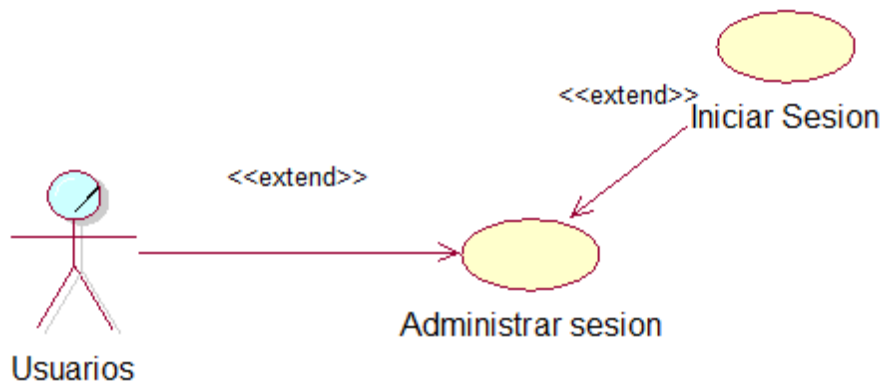 <<extend>>
Iniciar Sesion
<<extend>>
Administrar sesion
Usuarios